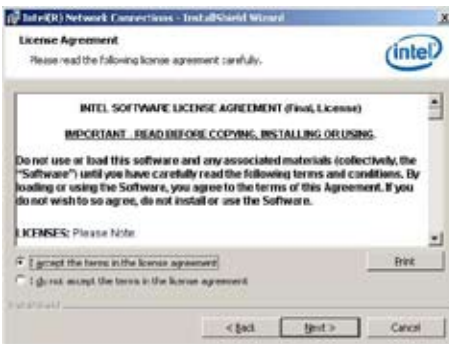 Intel(R) Network Connections - InstallShield Wizard
License Agreement
Please read the following license agreement carefully.
intel
INTEL SOFTWARE LICENSE AGREEMENT (Final, License)
IMPORTANT - READ BEFORE COPYING, INSTALLING OR USING.
Do not use or load this software and any associated materials (collectively, the
"Software") until you have carefully read the following terms and conditions. By
loading or using the Software, you agree to the terms of this Agreement. If you
do not wish to so agree, do not install or use the Software.
LICENSES: Please Note:
I accept the terms in the license agreement
Print
I do not accept the terms in the license agreement
InstallShield
< Back
Next >
Cancel